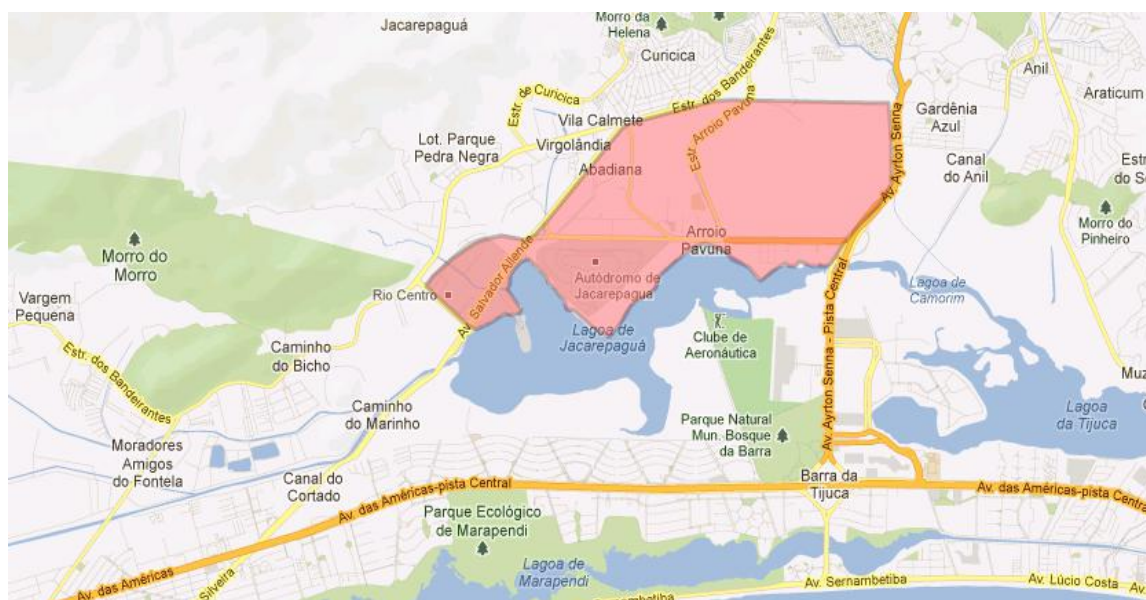 Jacarepaguá
Morro da
Helena
Curicica
Anil
Araticum
Estr. de Curicica
Estr. dos Bandeirantes
Estr. Arroio Pavuna
Av. Ayrton Senna
Gardênia
Azul
Vila Calmete
Lot. Parque
Pedra Negra
Virgolândia
Abadiana
Canal
do Anil
Morro do
Pinheiro
Av. Ayrton Senna
Morro do
Morro
Arroio
Pavuna
Av. Salvador Allende
Autódromo de
Jacarepagua
Rio Centro
Lagoa de
Camorim
Vargem
Pequena
Lagoa de
Jacarepaguá
Clube de
Aeronáutica
Caminho
do Bicho
Estr. dos Bandeirantes
Av. Ayrton Senna - Pista Central
Caminho
do Marinho
Parque Natural
Mun. Bosque
da Barra
Lagoa
da Tijuca
Moradores
Amigos
do Fontela
Canal do
Cortado
Barra da
Tijuca
Av. das Américas-pista Central
Av. das Américas-pista Central
Parque Ecológico
de Marapendi
Lagoa de
Marapendi
Av. das Américas
Silveira
Av. Sernambetiba
Av. Lúcio Costa
Av.